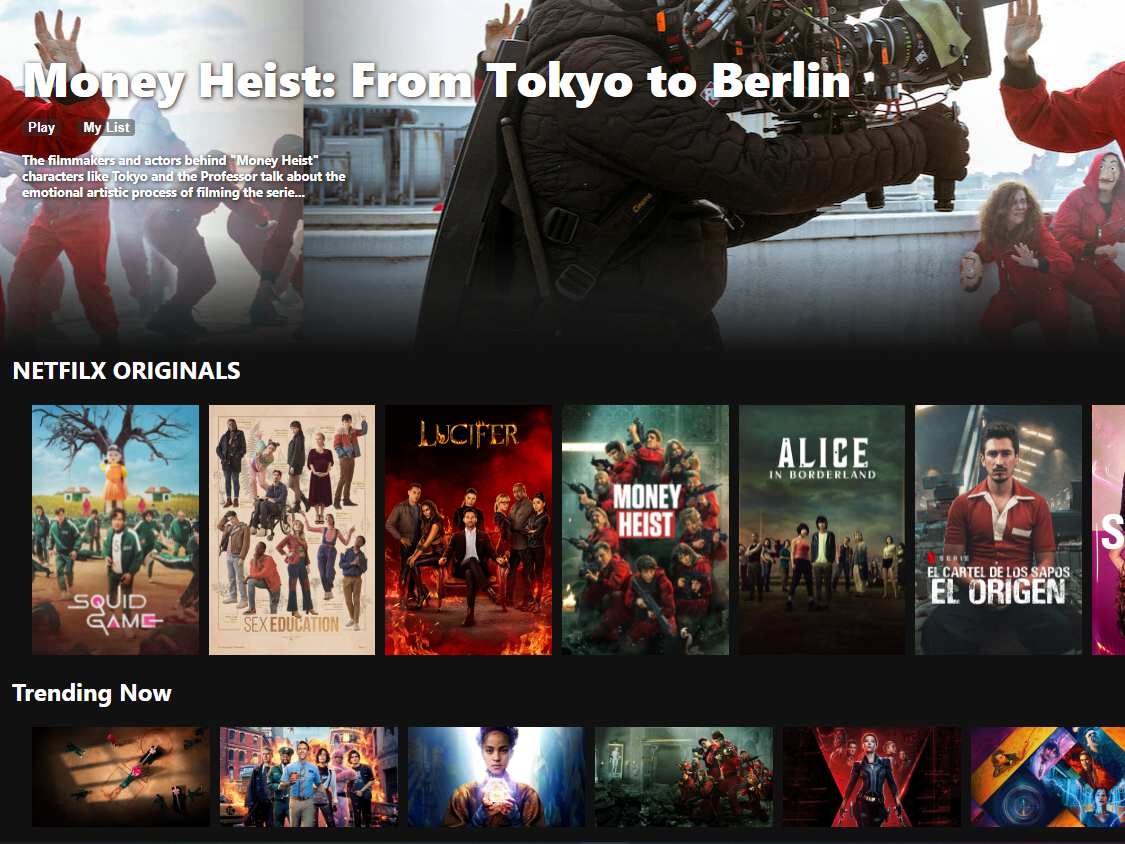 Money Heist: From Tokyo to Berlin
Play
My List
The filmmakers and actors behind "Money Heist"
characters like Tokyo and the Professor talk about the
emotional artistic process of filming the serie...
NETFILX ORIGINALS
SQUID
GAME
SEX EDUCATION
LUCIFER
MONEY
HEIST
ALICE
IN BORDERLAND
N SERIE
EL CARTEL DE LOS SAPOS
EL ORIGEN
S
Trending Now